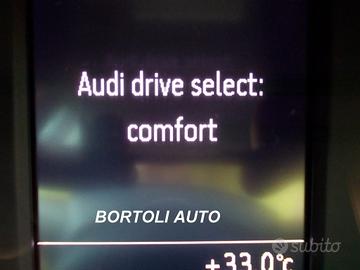 Audi drive select:
comfort
BORTOLI AUTO
subito
+33.0°c